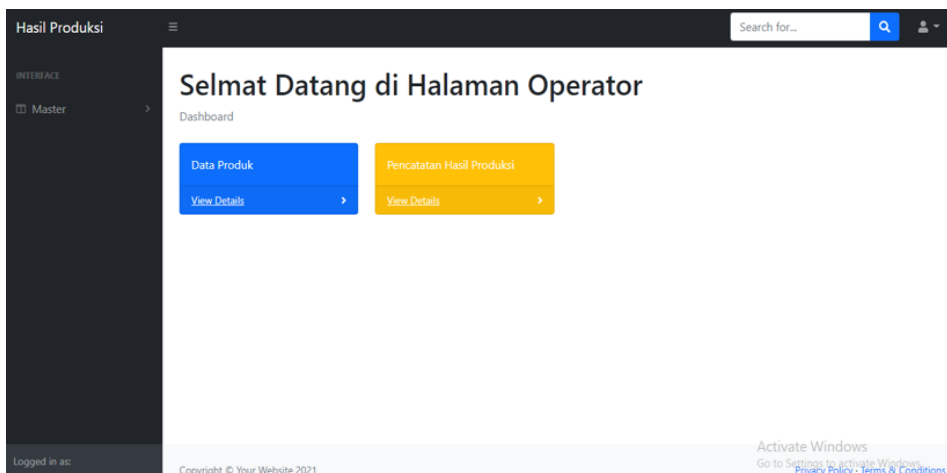 Hasil Produksi
Search for...
INTERFACE
Master
Selmat Datang di Halaman Operator
Dashboard
Data Produk
View Details
Pencatatan Hasil Produksi
View Details
Activate Windows
Go to Settings to activate Windows.
Logged in as:
Copyright © Your Website 2021
Privacy Policy · Terms & Conditions